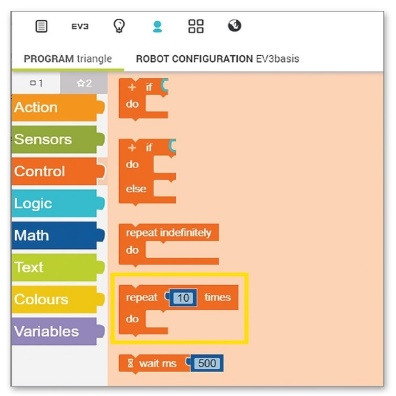 EV3
PROGRAM triangle ROBOT CONFIGURATION EV3basis
1 2
Action
Sensors
Control
Logic
Math
Text
Colours
Variables
+ if
do
+ if
do
else
repeat indefinitely
do
repeat 10 times
do
wait ms 500